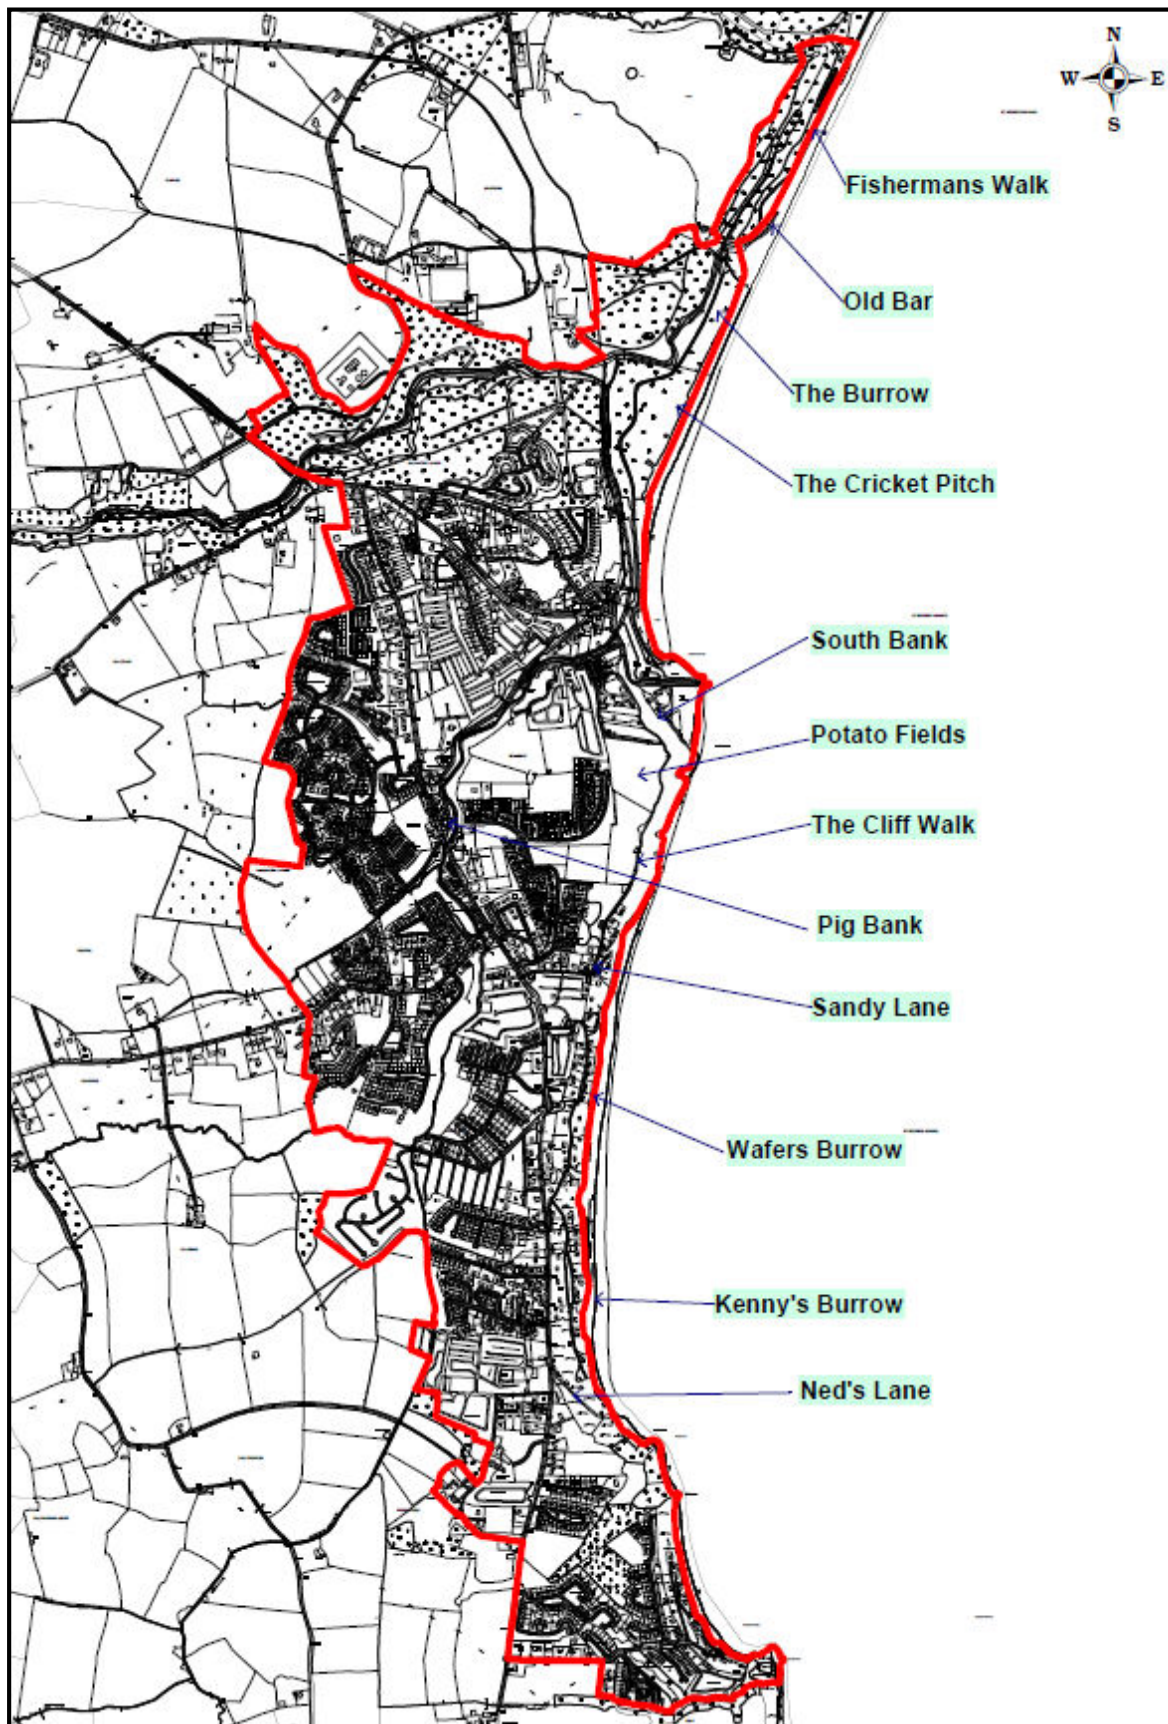 N
W E
S
Fishermans Walk
Old Bar
The Burrow
The Cricket Pitch
South Bank
Potato Fields
The Cliff Walk
Pig Bank
Sandy Lane
Wafers Burrow
Kenny's Burrow
Ned's Lane